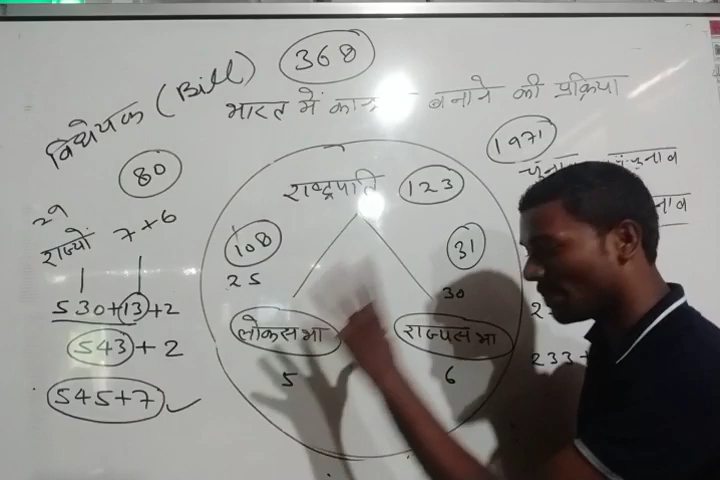 विधेयक (Bill) 368
भारत में बनाने की प्रक्रिया
1971
80
राष्ट्रपति 123
चुनाव
29
राज्यों 7+6
108 31
25 30
530+13+2
लोकसभा राज्यसभा
543+2
5 6
233+
545+7